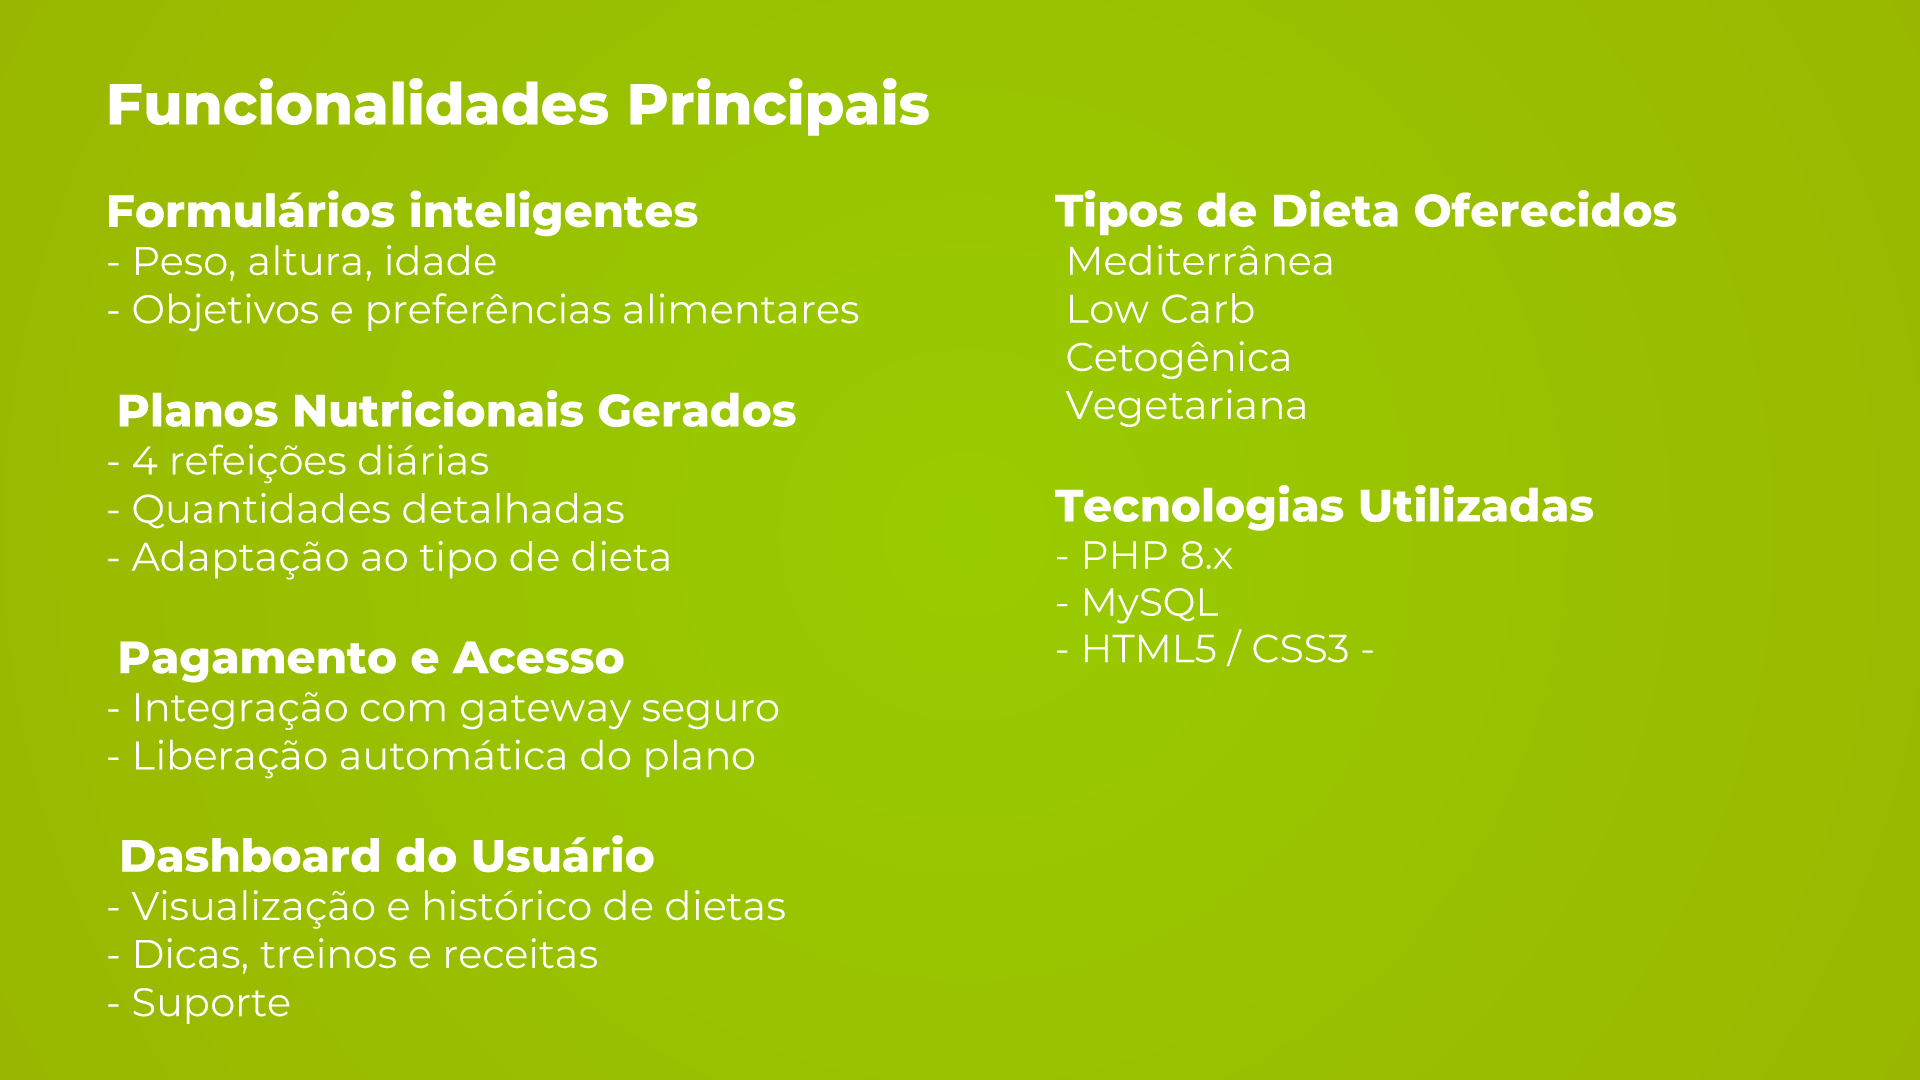 Funcionalidades Principais
Formulários inteligentes
- Peso, altura, idade
- Objetivos e preferências alimentares
Planos Nutricionais Gerados
- 4 refeições diárias
- Quantidades detalhadas
- Adaptação ao tipo de dieta
Pagamento e Acesso
- Integração com gateway seguro
- Liberação automática do plano
Dashboard do Usuário
- Visualização e histórico de dietas
- Dicas, treinos e receitas
- Suporte
Tipos de Dieta Oferecidos
Mediterrânea
Low Carb
Cetogênica
Vegetariana
Tecnologias Utilizadas
- PHP 8.x
- MySQL
- HTML5 / CSS3 -